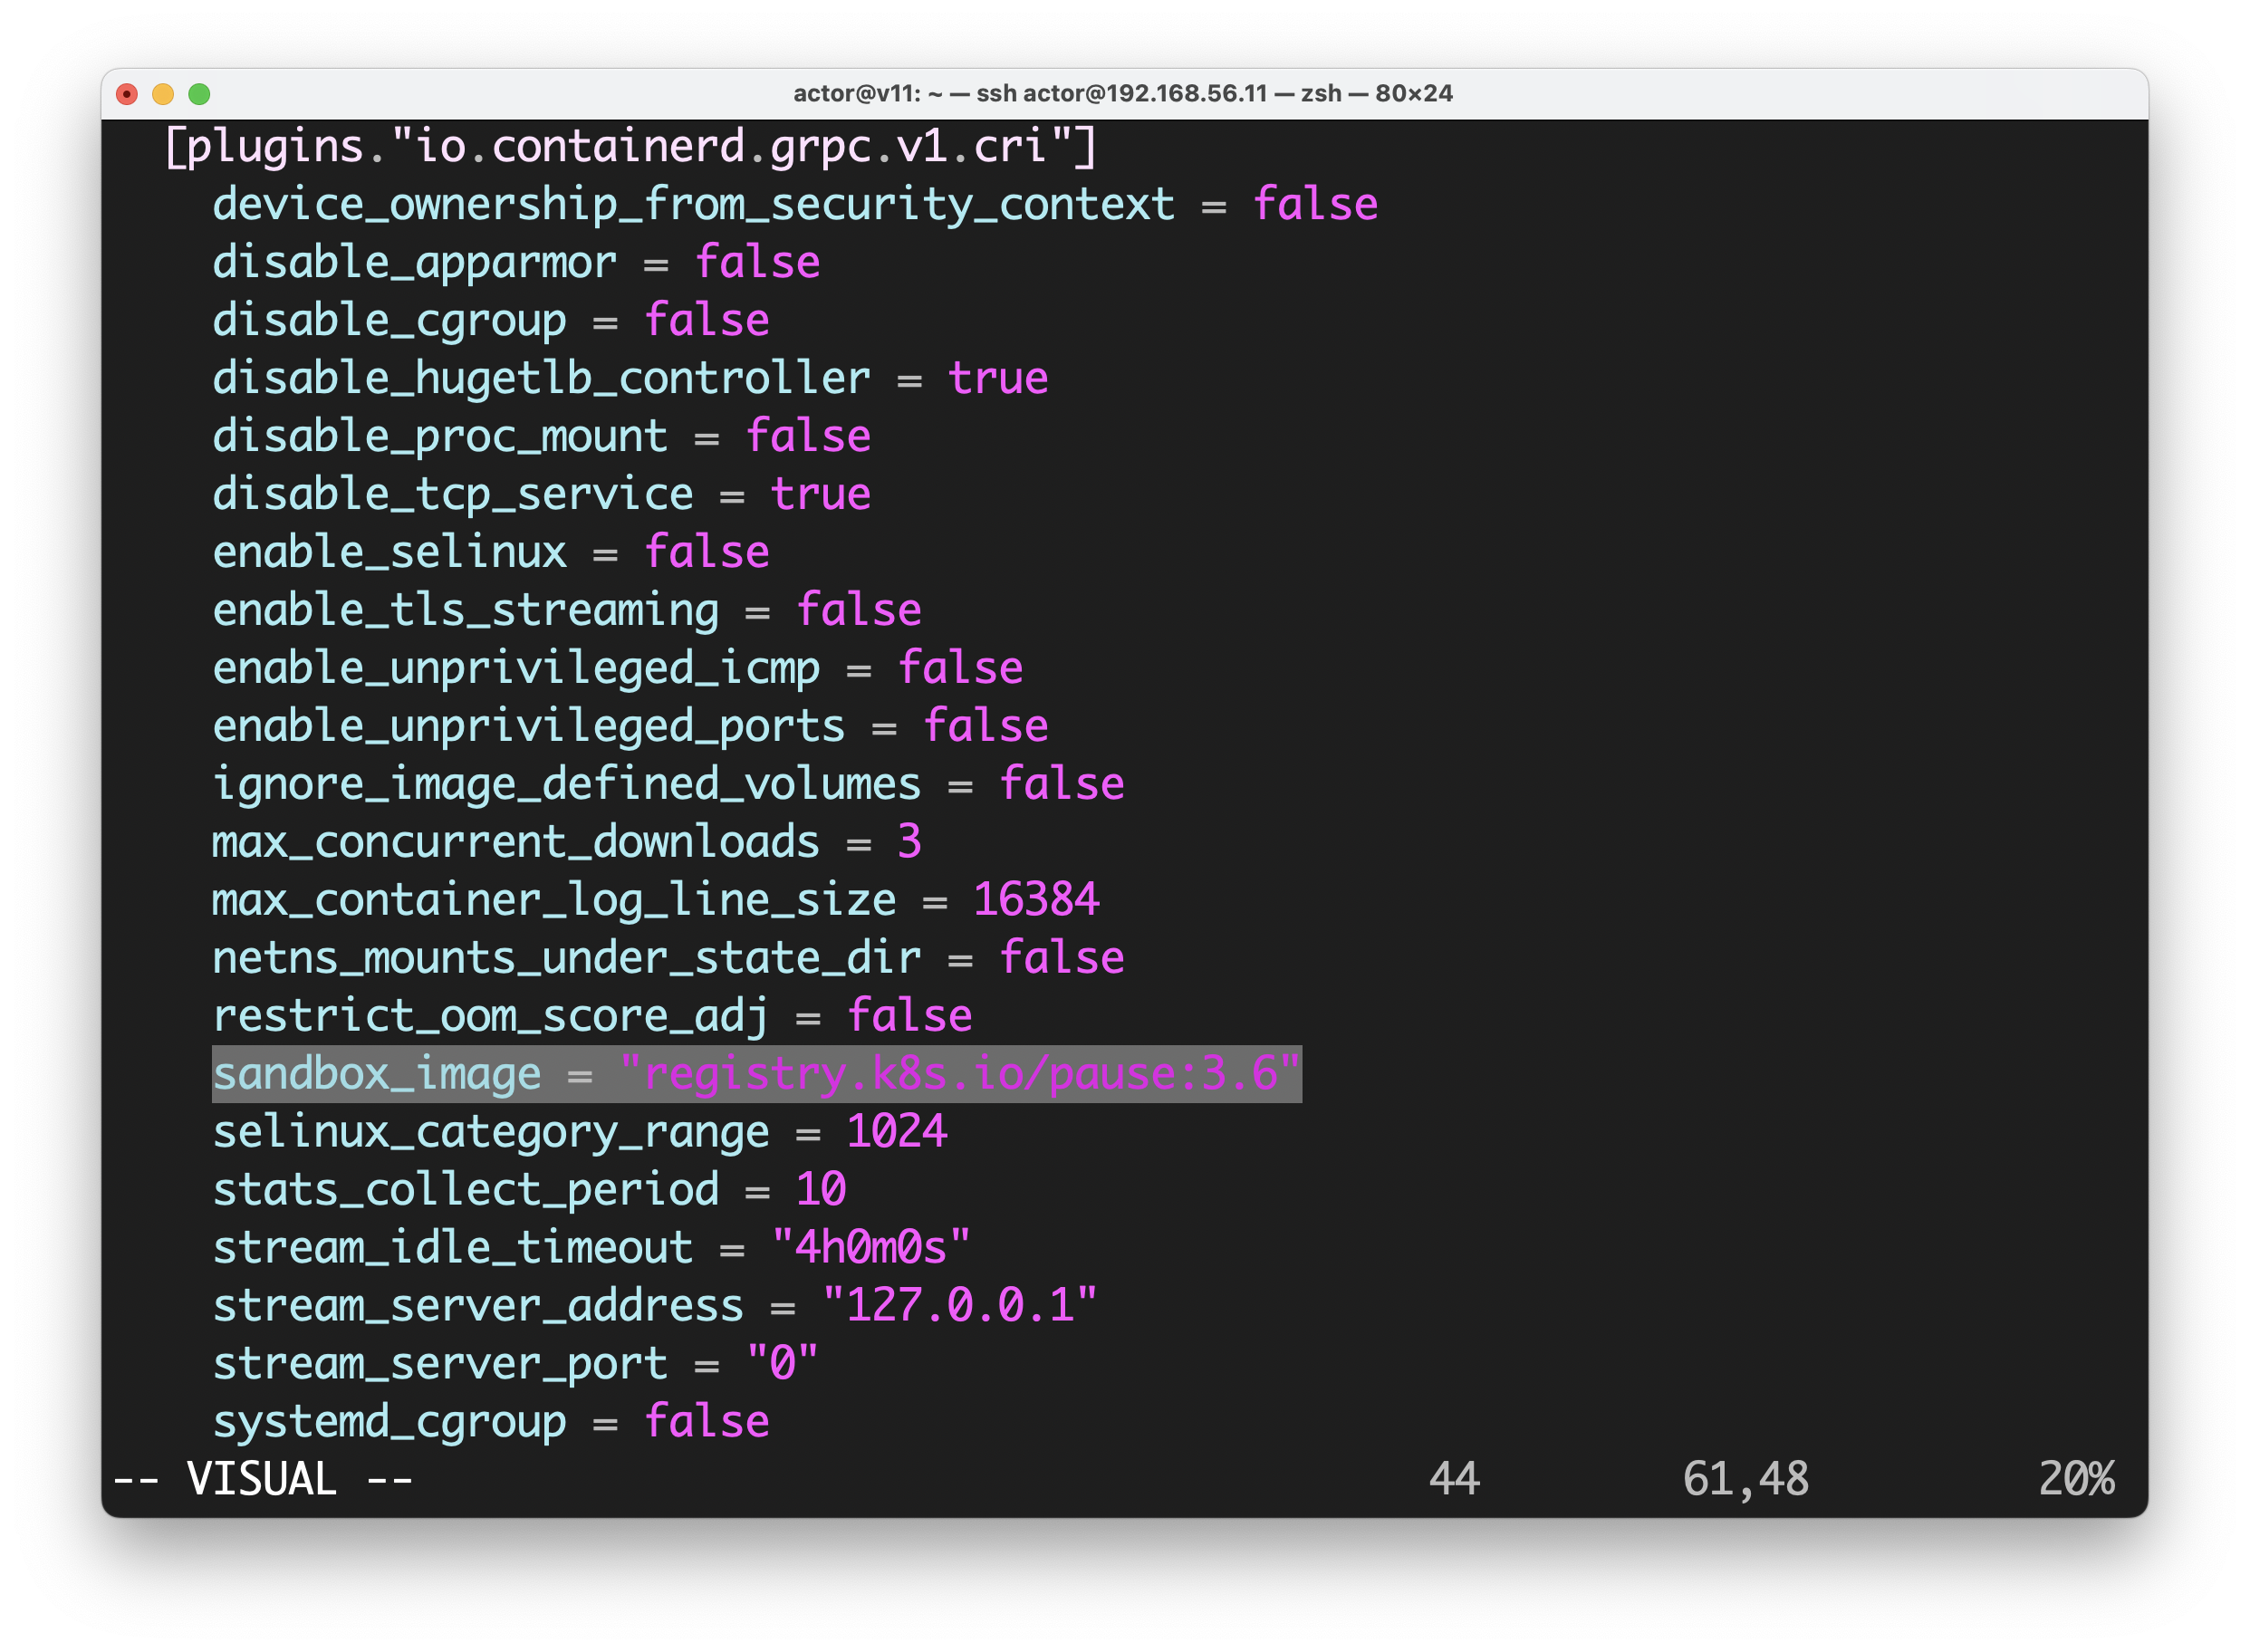 actor@v11: ~ — ssh actor@192.168.56.11 — zsh — 80×24
[plugins."io.containerd.grpc.v1.cri"]
device_ownership_from_security_context = false
disable_apparmor = false
disable_cgroup = false
disable_hugetlb_controller = true
disable_proc_mount = false
disable_tcp_service = true
enable_selinux = false
enable_tls_streaming = false
enable_unprivileged_icmp = false
enable_unprivileged_ports = false
ignore_image_defined_volumes = false
max_concurrent_downloads = 3
max_container_log_line_size = 16384
netns_mounts_under_state_dir = false
restrict_oom_score_adj = false
sandbox_image = "registry.k8s.io/pause:3.6"
selinux_category_range = 1024
stats_collect_period = 10
stream_idle_timeout = "4h0m0s"
stream_server_address = "127.0.0.1"
stream_server_port = "0"
systemd_cgroup = false
-- VISUAL -- 44 61,48 20%